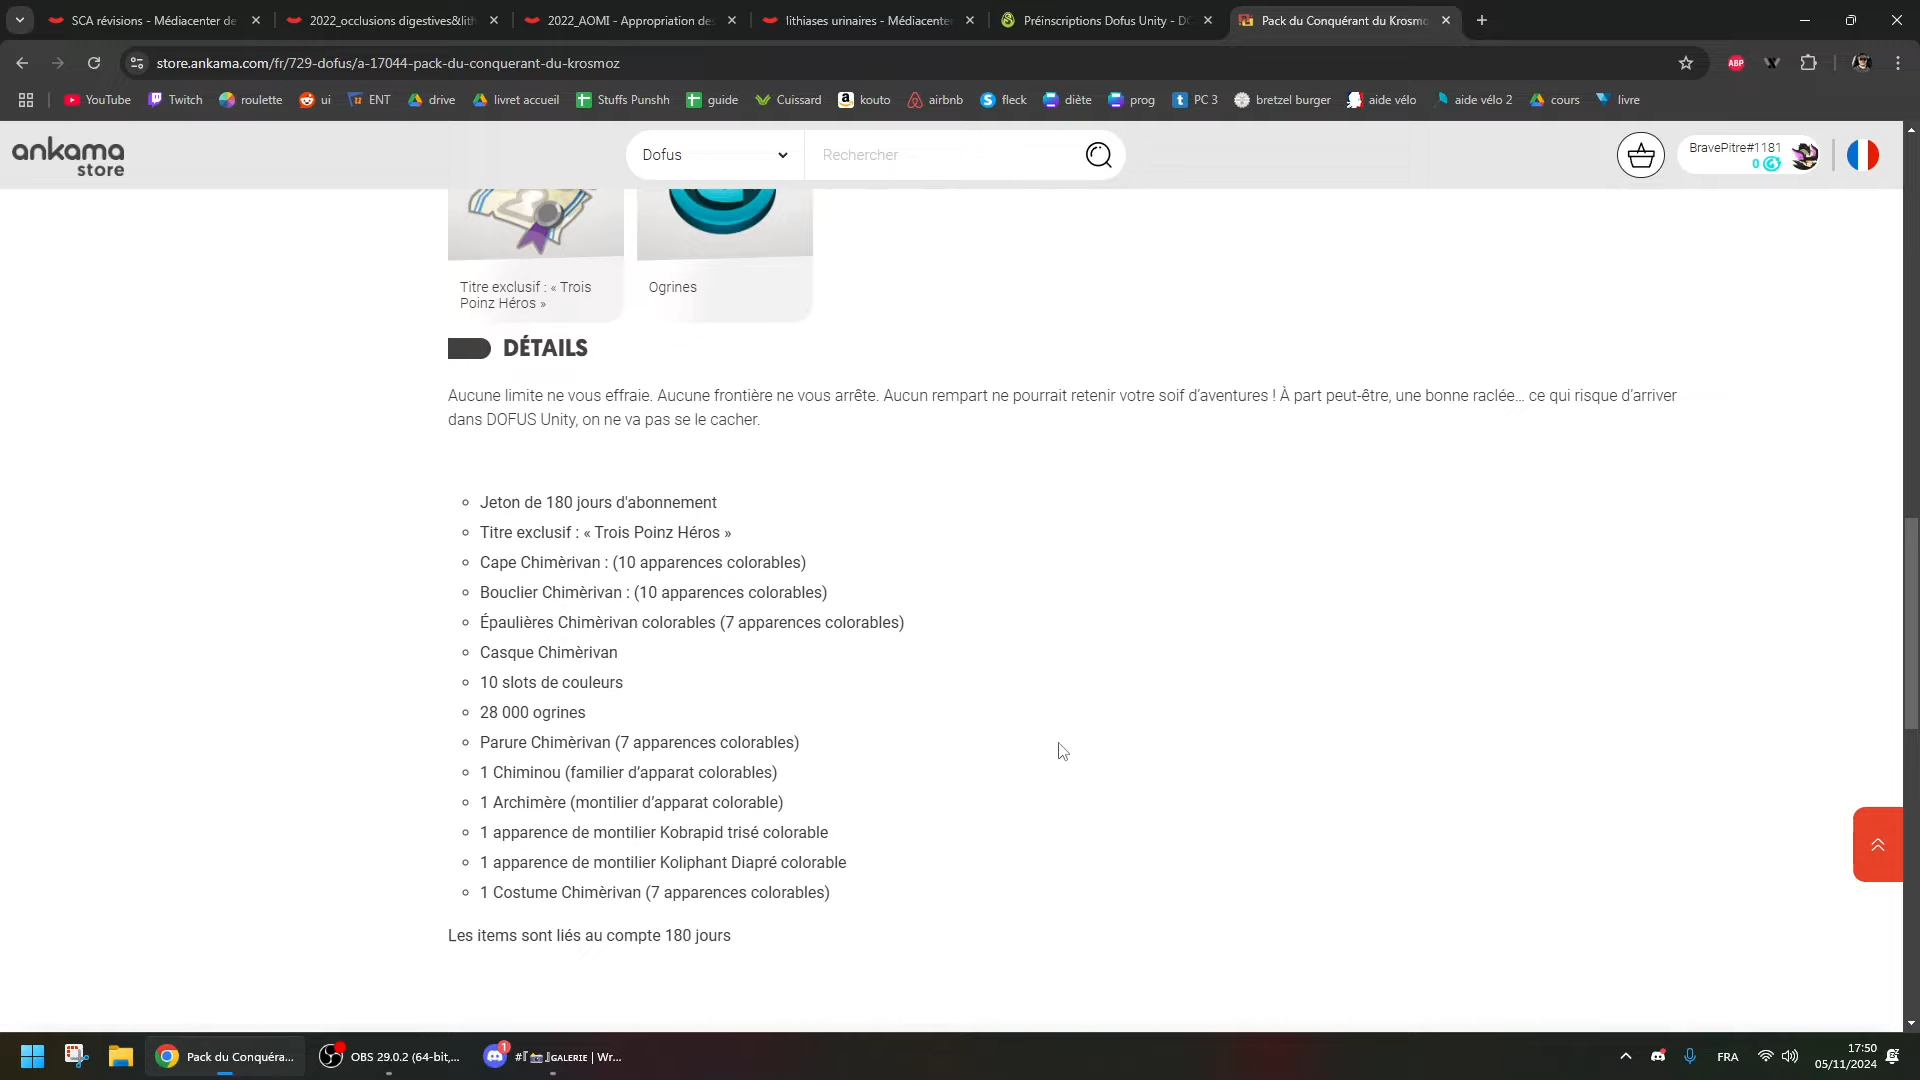 SCA révisions - Médiacenter de
2022_occlusions digestives&lith
2022_AOMI - Appropriation des
lithiases urinaires - Médiacenter
Préinscriptions Dofus Unity - DO
Pack du Conquérant du Krosmo
store.ankama.com/fr/729-dofus/a-17044-pack-du-conquerant-du-krosmoz
ABP
YouTube
Twitch
roulette
ui
ENT
drive
livret accueil
Stuffs Punshh
guide
Cuissard
kouto
airbnb
fleck
diète
prog
PC 3
bretzel burger
aide vélo
aide vélo 2
cours
livre
ankama
store
Dofus
Rechercher
BravePitre#1181
0
Titre exclusif : « Trois
Poinz Héros »
Ogrines
DÉTAILS
Aucune limite ne vous effraie. Aucune frontière ne vous arrête. Aucun rempart ne pourrait retenir votre soif d’aventures ! À part peut-être, une bonne raclée… ce qui risque d’arriver
dans DOFUS Unity, on ne va pas se le cacher.
Jeton de 180 jours d'abonnement
Titre exclusif : « Trois Poinz Héros »
Cape Chimèrivan : (10 apparences colorables)
Bouclier Chimèrivan : (10 apparences colorables)
Épaulières Chimèrivan colorables (7 apparences colorables)
Casque Chimèrivan
10 slots de couleurs
28 000 ogrines
Parure Chimèrivan (7 apparences colorables)
1 Chiminou (familier d’apparat colorables)
1 Archimère (montilier d’apparat colorable)
1 apparence de montilier Kobrapid trisé colorable
1 apparence de montilier Koliphant Diapré colorable
1 Costume Chimèrivan (7 apparences colorables)
Les items sont liés au compte 180 jours
Pack du Conquéra...
OBS 29.0.2 (64-bit,...
1
#『📸』GALERIE | Wr...
FRA
17:50
05/11/2024